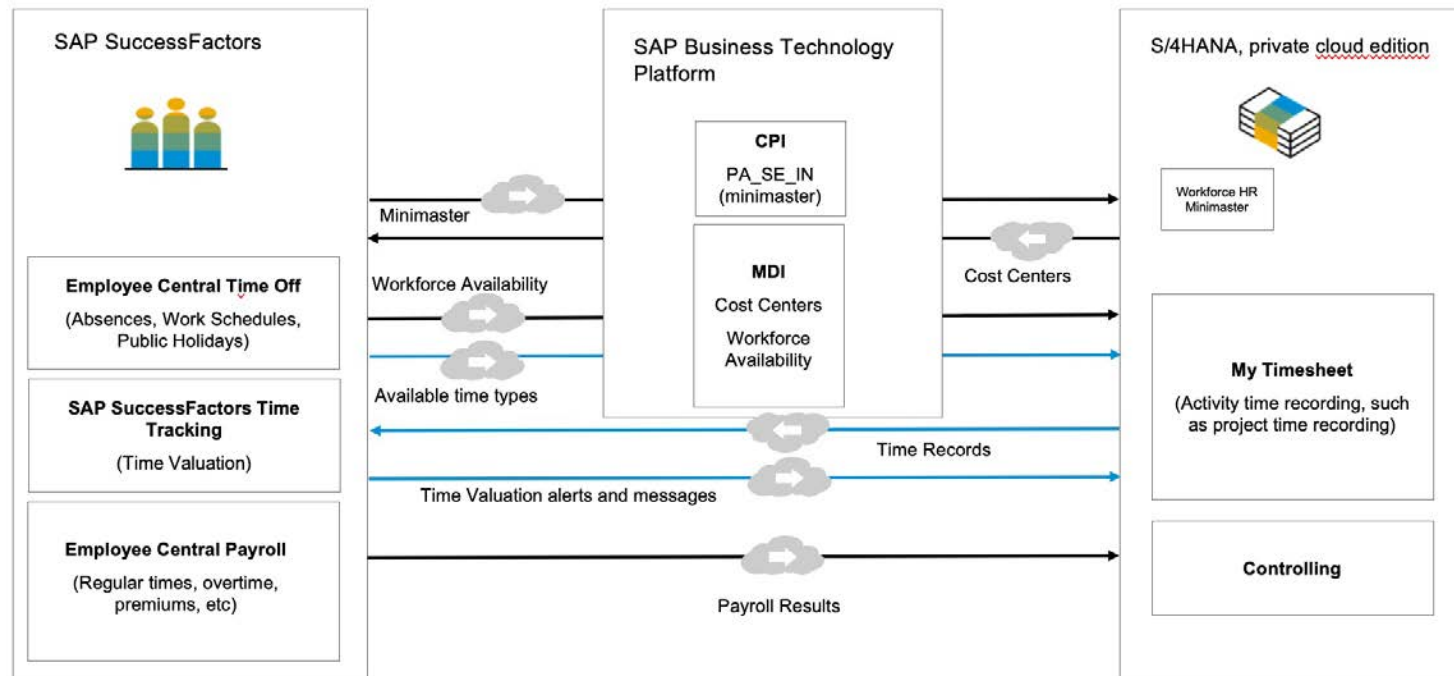 SAP SuccessFactors
SAP Business Technology
Platform
S/4HANA, private cloud edition
CPI
PA_SE_IN
(minimaster)
Workforce HR
Minimaster
Minimaster
MDI
Cost Centers
Workforce
Availability
Cost Centers
Employee Central Time Off
(Absences, Work Schedules,
Public Holidays)
Workforce Availability
Available time types
My Timesheet
(Activity time recording, such
as project time recording)
SAP SuccessFactors Time
Tracking
(Time Valuation)
Time Records
Time Valuation alerts and messages
Employee Central Payroll
(Regular times, overtime,
premiums, etc)
Payroll Results
Controlling